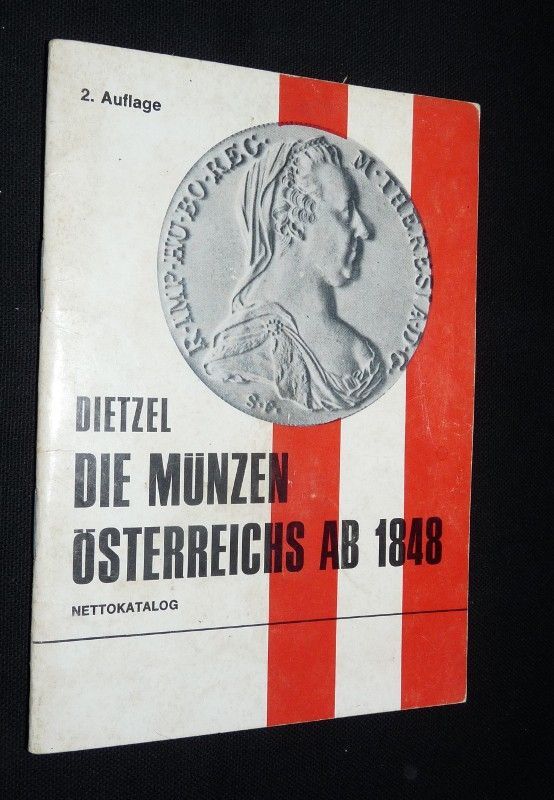 2. Auflage
R·IMP·HU·BO·REG· M·THERESIA·D·G·
S·F·
DIETZEL
DIE MÜNZEN
ÖSTERREICHS AB 1848
NETTOKATALOG